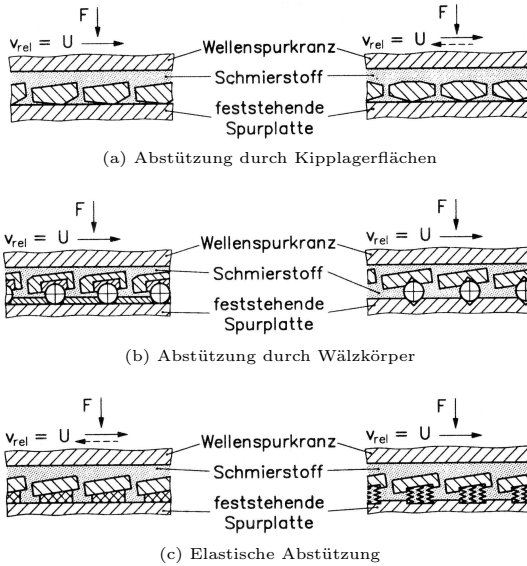 F
v_rel = U
F
v_rel = U
Wellenspurkranz
Schmierstoff
feststehende
Spurplatte
(a) Abstützung durch Kipplagerflächen
F
v_rel = U
F
v_rel = U
Wellenspurkranz
Schmierstoff
feststehende
Spurplatte
(b) Abstützung durch Wälzkörper
F
v_rel = U
F
v_rel = U
Wellenspurkranz
Schmierstoff
feststehende
Spurplatte
(c) Elastische Abstützung